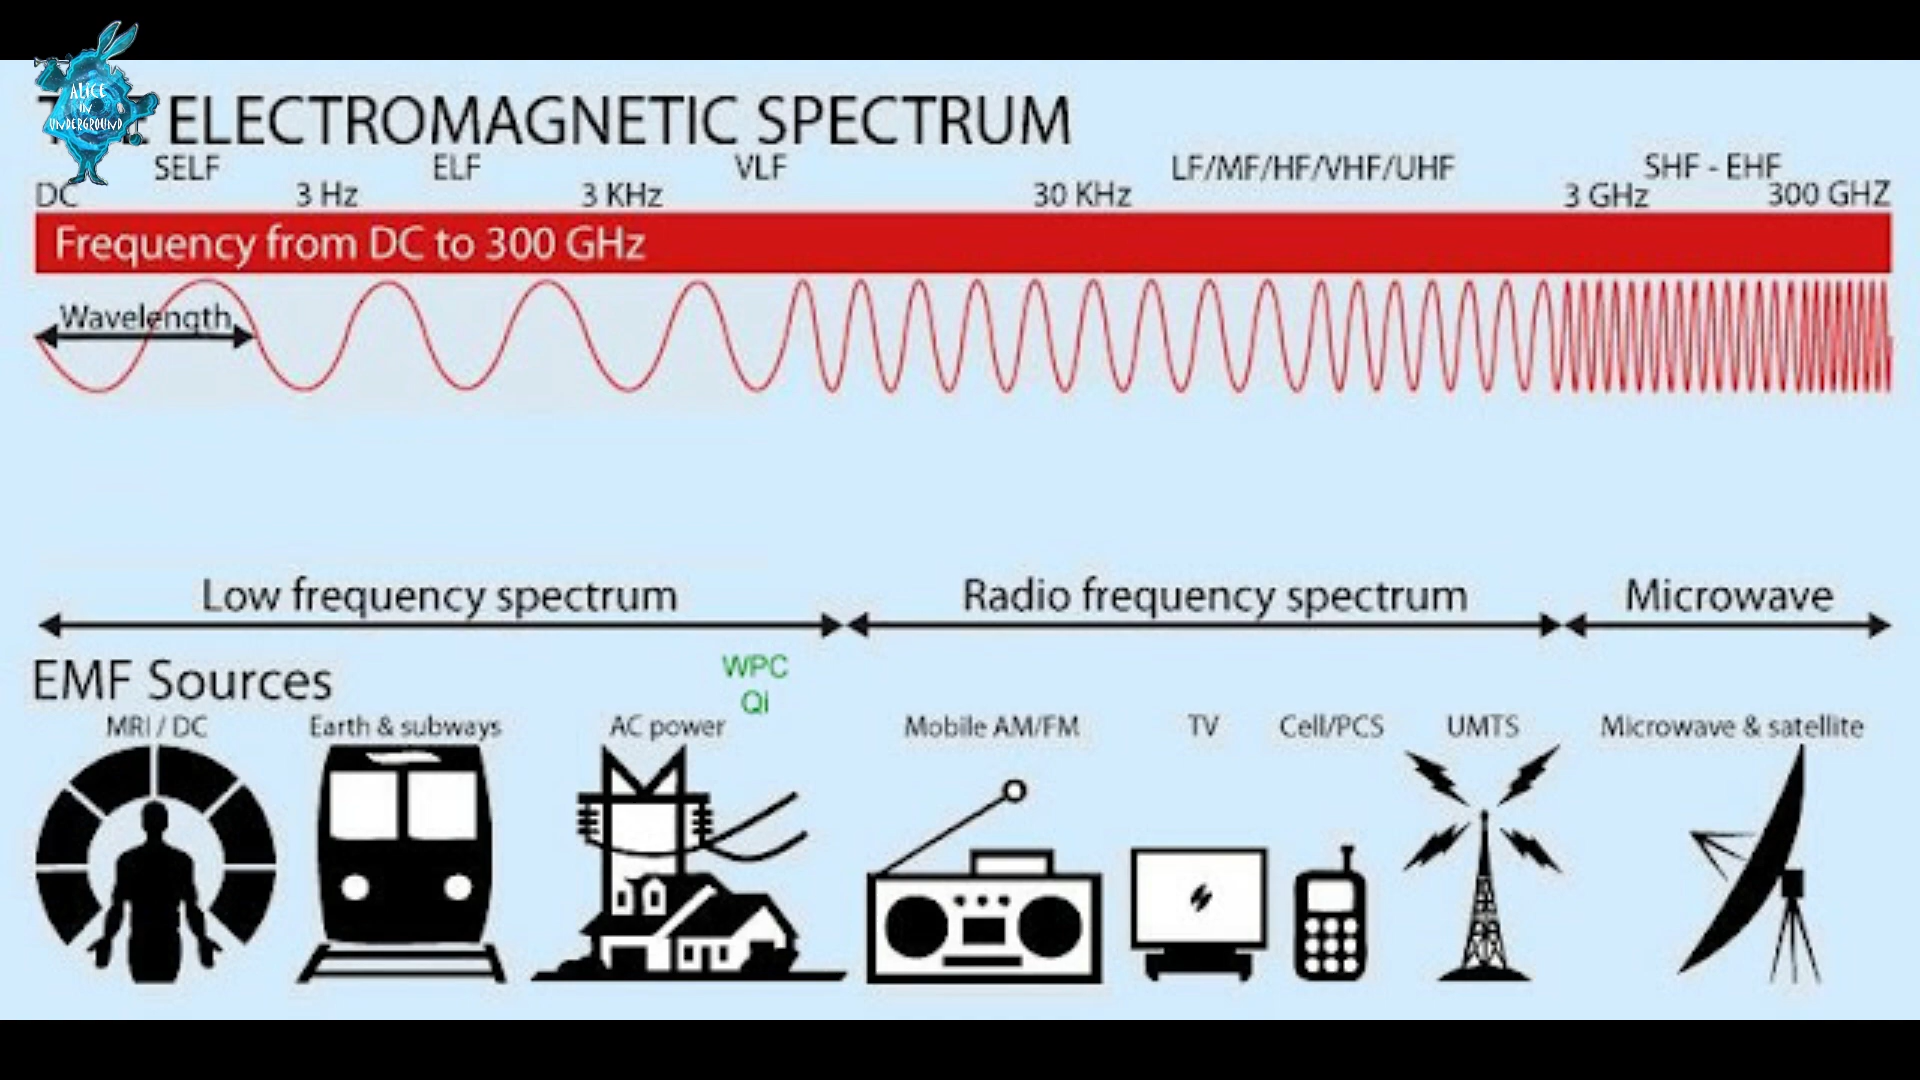 ALICE
IN
UNDERGROUND
ELECTROMAGNETIC SPECTRUM
SELF ELF VLF LF/MF/HF/VHF/UHF SHF - EHF
DC 3 Hz 3 KHz 30 KHz 3 GHz 300 GHZ
Frequency from DC to 300 GHz
Wavelength
Low frequency spectrum Radio frequency spectrum Microwave
EMF Sources
WPC
Qi
MRI / DC Earth & subways AC power Mobile AM/FM TV Cell/PCS UMTS Microwave & satellite